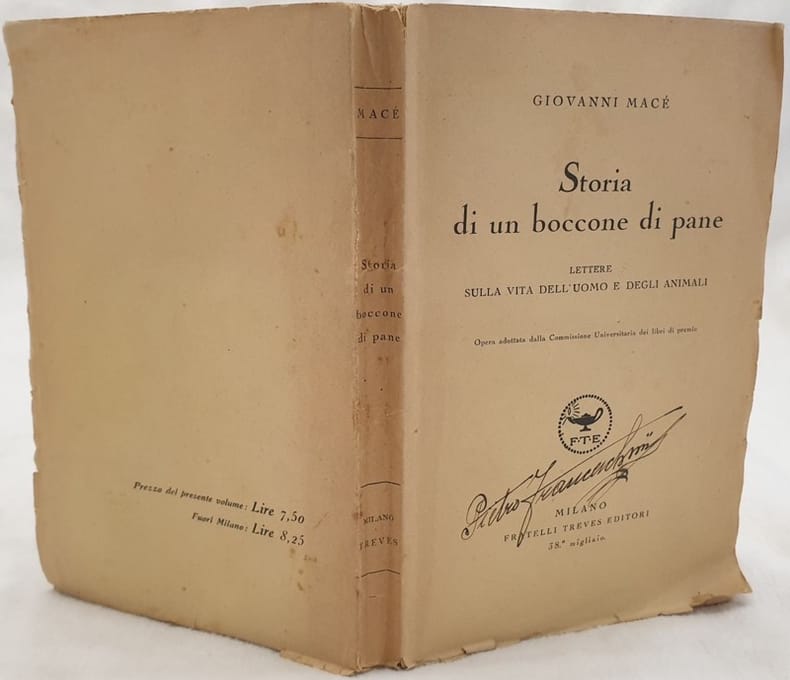 Prezzo del presente volume: Lire 7,50
Fuori Milano: Lire 8,25
MACÉ
Storia
di un
boccone
di pane
MILANO
TREVES
GIOVANNI MACÉ
Storia
di un boccone di pane
LETTERE
SULLA VITA DELL'UOMO E DEGLI ANIMALI
Opera adottata dalla Commissione Universitaria dei libri di premio
F·T·E
Pietro
MILANO
FRATELLI TREVES EDITORI
38.º migliaio.